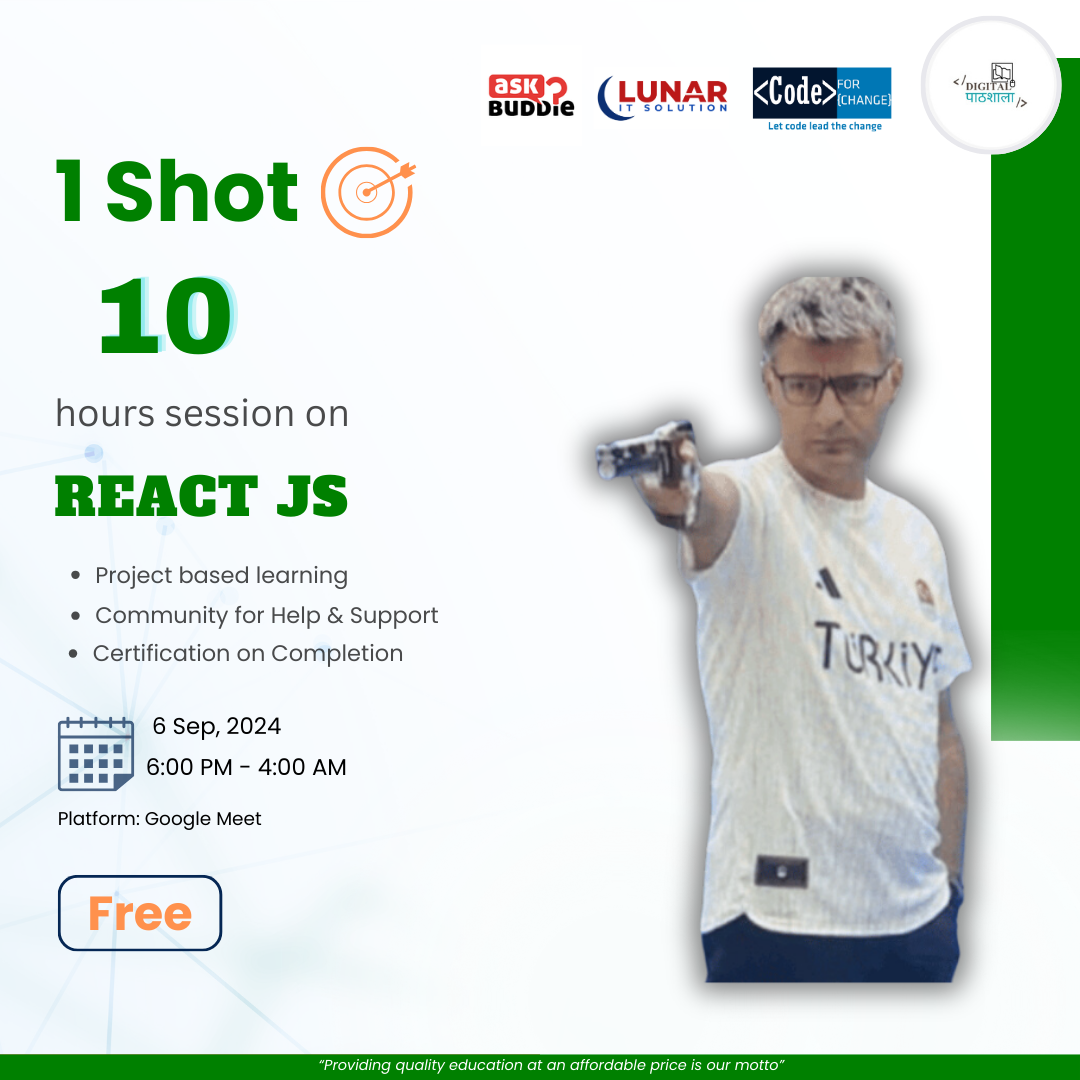 ask
BUDDie?
LUNAR
IT SOLUTION
<Code>FOR
{CHANGE}
Let code lead the change
</DIGITAL
पाठशाला/>
1 Shot
10
hours session on
REACT JS
• Project based learning
• Community for Help & Support
• Certification on Completion
6 Sep, 2024
6:00 PM - 4:00 AM
Platform: Google Meet
Free
TÜRKİY
“Providing quality education at an affordable price is our motto”